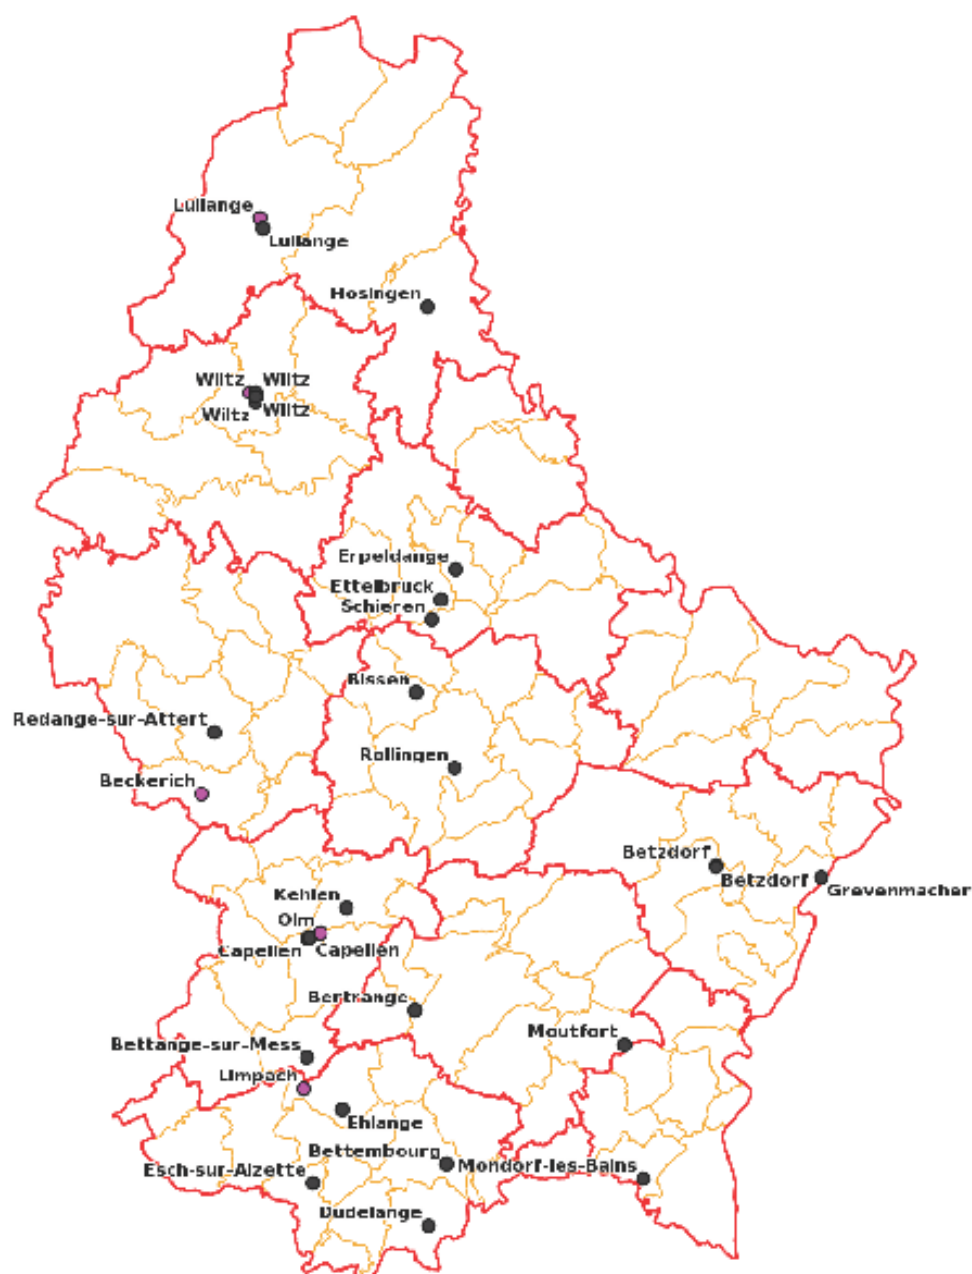 Lullange
Lullange
Hosingen
Wiltz
Wiltz
Wiltz
Wiltz
Erpeldange
Ettelbruck
Schieren
Bissen
Redange-sur-Attert
Rollingen
Beckerich
Betzdorf
Betzdorf
Grevenmacher
Kehlen
Olm
Capellen
Capellen
Bertrange
Moutfort
Bettange-sur-Mess
Limpach
Ehlange
Bettembourg
Mondorf-les-Bains
Esch-sur-Alzette
Dudelange